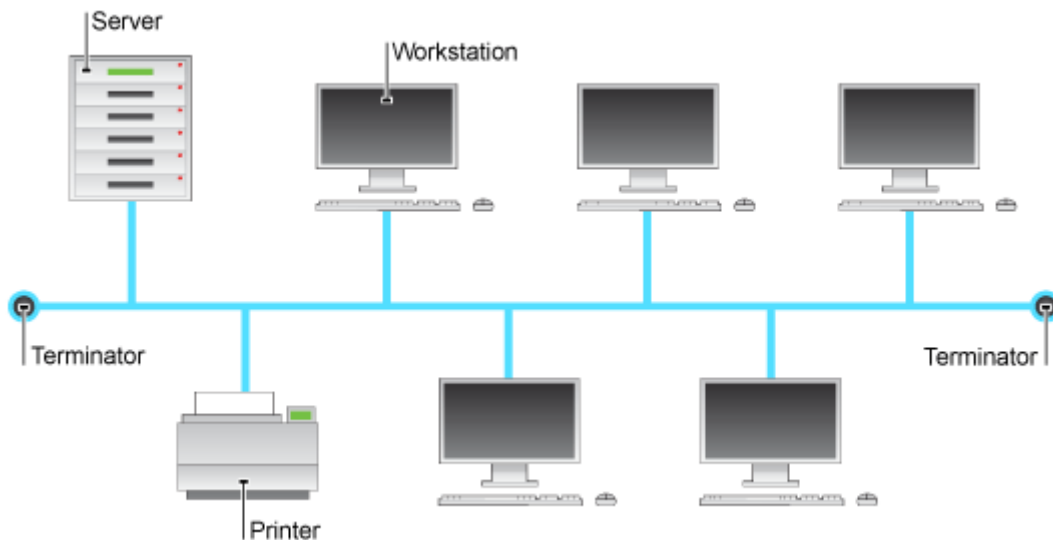 Server
Workstation
Terminator
Terminator
Printer